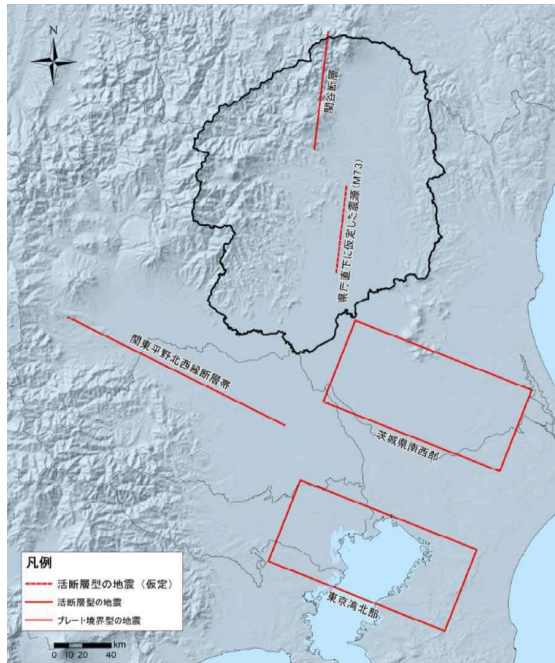 N
関谷断層
県庁直下に仮定した震源(M7.3)
関東平野北西縁断層帯
茨城県南西部
東京湾北部
凡例
活断層型の地震(仮定)
活断層型の地震
プレート境界型の地震
km
0 10 20 40